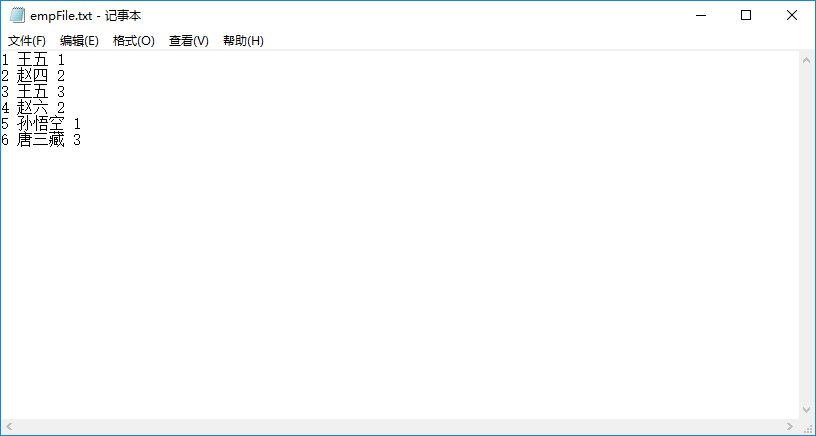 empFile.txt - 记事本
文件(F) 编辑(E) 格式(O) 查看(V) 帮助(H)
1 王五 1
2 赵四 2
3 王五 3
4 赵六 2
5 孙悟空 1
6 唐三藏 3